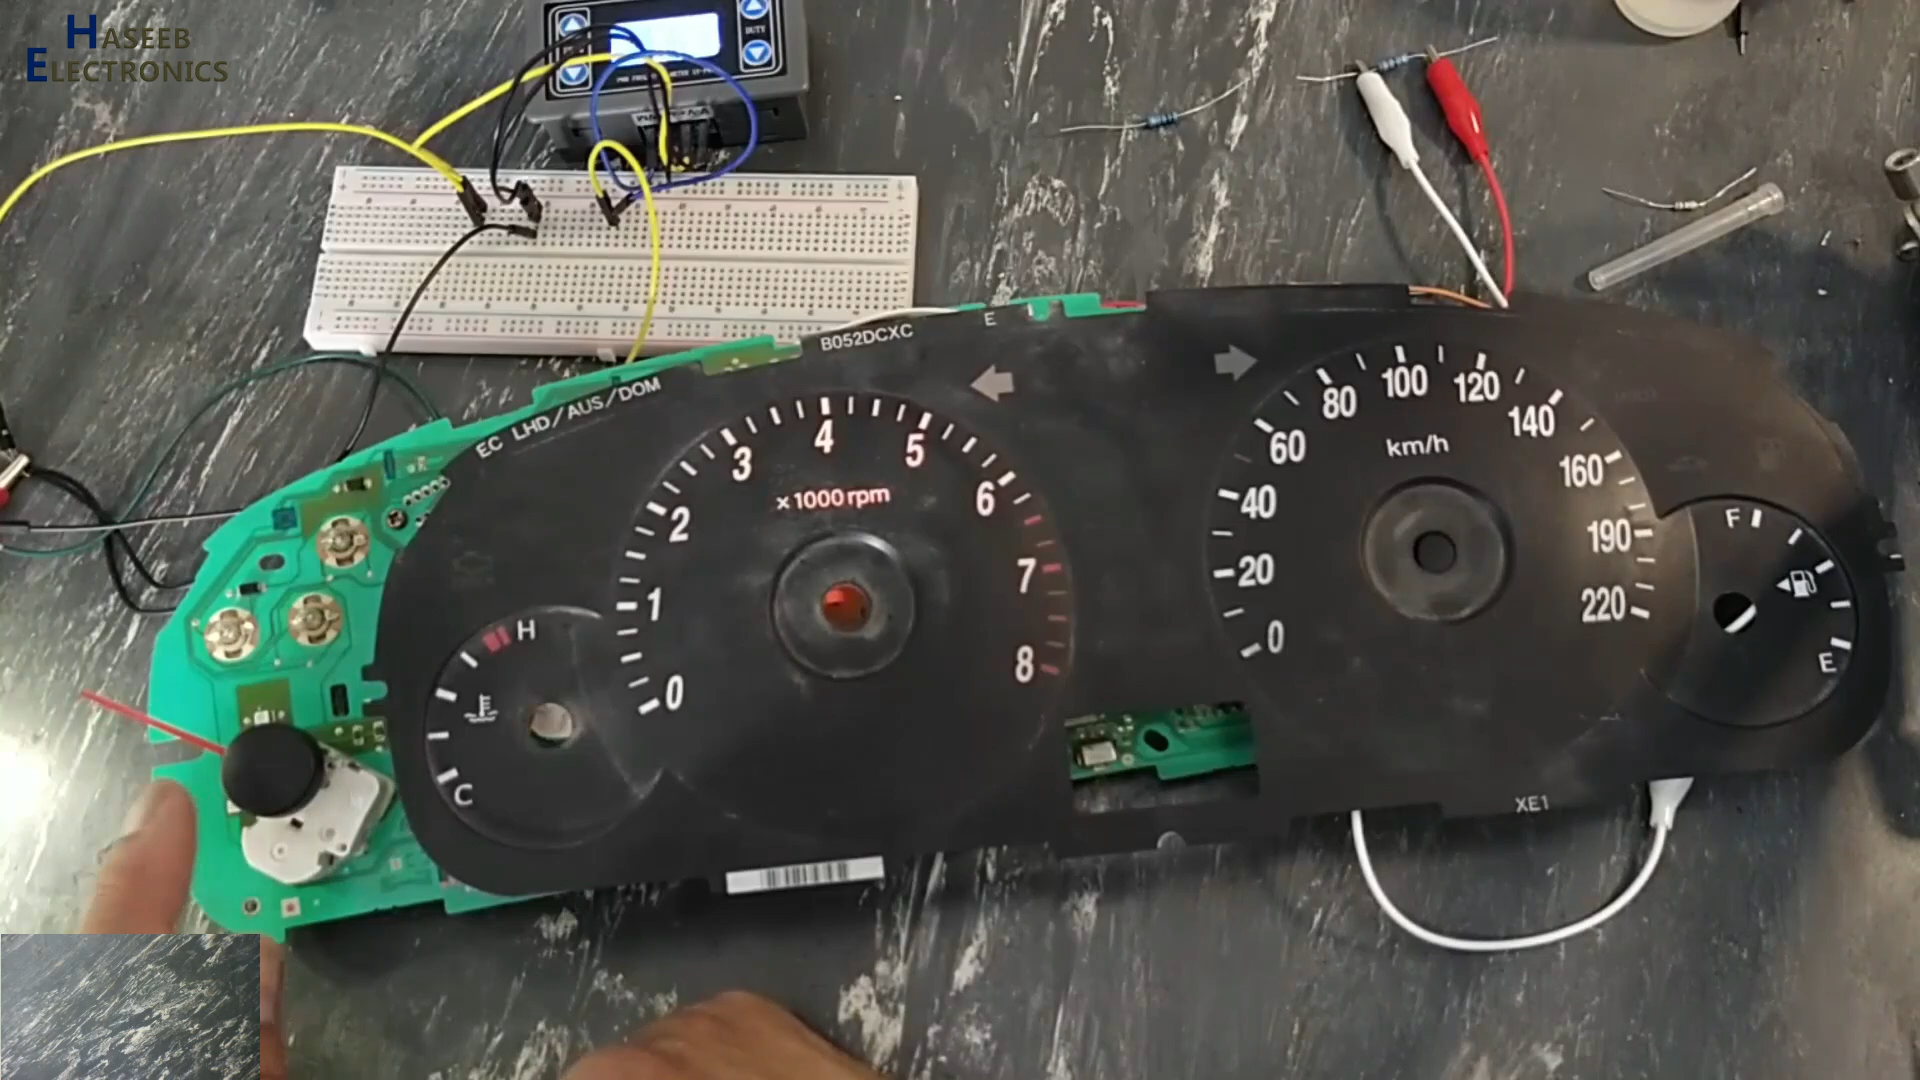 HASEEB
ELECTRONICS
DUTY
B052DCXC
E
EC LHD/AUS/DOM
0
1
2
3
4
5
6
7
8
x1000rpm
H
C
0
20
40
60
80
100
120
140
160
190
220
km/h
F
E
XE1